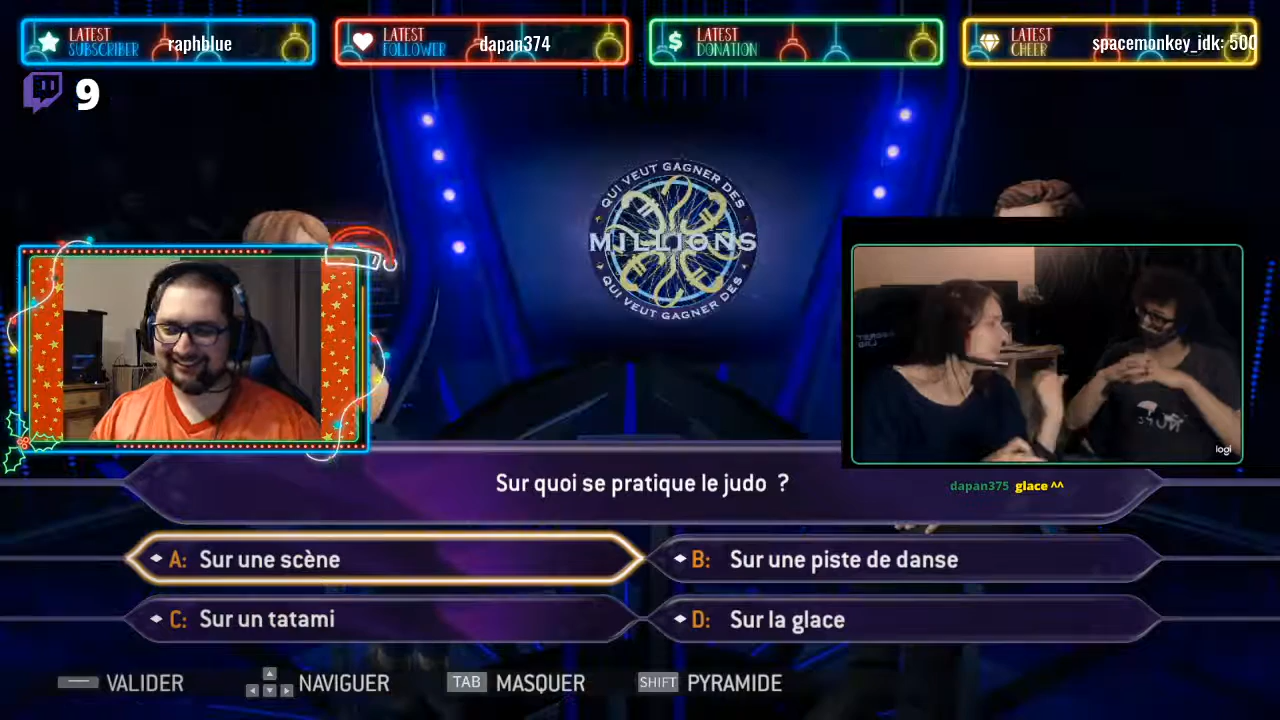 LATEST
SUBSCRIBER
raphblue
LATEST
FOLLOWER
dapan374
LATEST
DONATION
LATEST
CHEER
spacemonkey_idk: 500
9
QUI VEUT GAGNER DES
MILLIONS
QUI VEUT GAGNER DES
logi
Sur quoi se pratique le judo ?
dapan375 glace ^^
A: Sur une scène
B: Sur une piste de danse
C: Sur un tatami
D: Sur la glace
VALIDER
NAVIGUER
TAB MASQUER
SHIFT PYRAMIDE